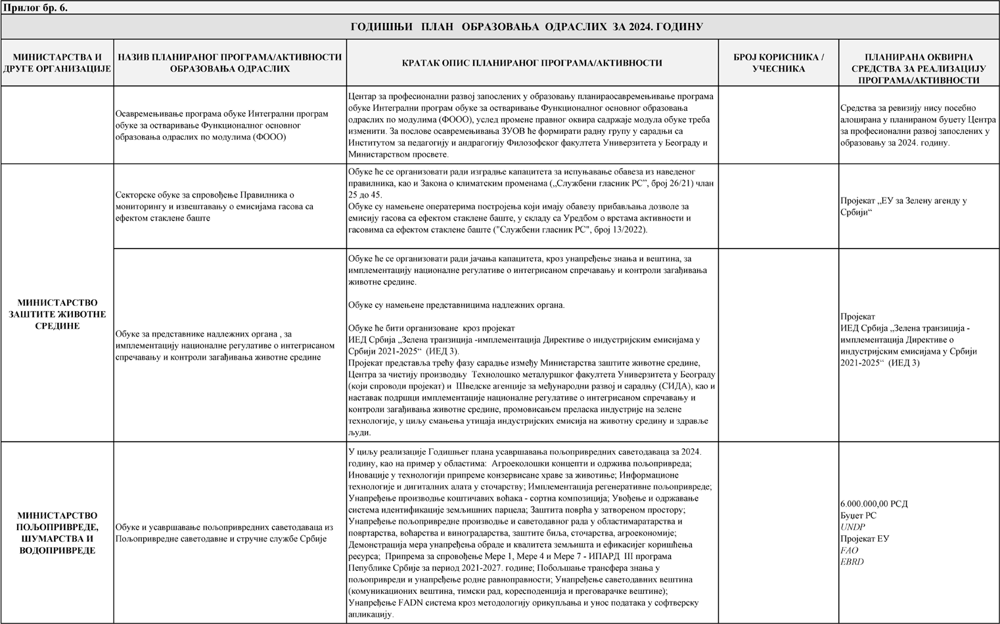 Прилог бр. 6.
ГОДИШЊИ ПЛАН ОБРАЗОВАЊА ОДРАСЛИХ ЗА 2024. ГОДИНУ
МИНИСТАРСТВА И
ДРУГЕ ОРГАНИЗАЦИЈЕ
НАЗИВ ПЛАНИРАНОГ ПРОГРАМА/АКТИВНОСТИ
ОБРАЗОВАЊА ОДРАСЛИХ
КРАТАК ОПИС ПЛАНИРАНОГ ПРОГРАМА/АКТИВНОСТИ
БРОЈ КОРИСНИКА /
УЧЕСНИКА
ПЛАНИРАНА ОКВИРНА
СРЕДСТВА ЗА РЕАЛИЗАЦИЈУ
ПРОГРАМА/АКТИВНОСТИ
Осавремењивање програма обуке Интегрални програм
обуке за остваривање Функционалног основног
образовања одраслих по модулима (ФООО)
Центар за професионални развој запослених у образовању планираосавремењивање програма
обуке Интегрални програм обуке за остваривање Функционалног основног образовања
одраслих по модулима (ФООО), услед промене правног оквира садржаје модула обуке треба
изменити. За послове осавремењивања ЗУОВ ће формирати радну групу у сарадњи са
Институтом за педагогију и андрагогију Филозофског факултета Универзитета у Београду и
Министарством просвете.
Средства за ревизију нису посебно
алоцирана у планираном буџету Центра
за професионални развој запослених у
образовању за 2024. годину.
МИНИСТАРСТВО
ЗАШТИТЕ ЖИВОТНЕ
СРЕДИНЕ
Секторске обуке за спровођење Правилника о
мониторингу и извештавању о емисијама гасова са
ефектом стаклене баште
Обуке ће се организовати ради изградње капацитета за испуњавање обавеза из наведеног
правилника, као и Закона о климатским променама („Службени гласник РС”, број 26/21) члан
25 до 45.
Обуке су намењене оператерима постројења који имају обавезу прибављања дозволе за
емисију гасова са ефектом стаклене баште, у складу са Уредбом о врстама активности и
гасовима са ефектом стаклене баште ("Службени гласник РС", број 13/2022).
Пројекат „ЕУ за Зелену агенду у
Србији“
Обуке за представнике надлежних органа , за
имплементацију националне регулативе о интегрисаном
спречавању и контроли загађивања животне средине
Обуке ће се организовати ради јачања капацитета, кроз унапређење знања и вештина, за
имплементацију националне регулативе о интегрисаном спречавању и контроли загађивања
животне средине.
Обуке су намењене представницима надлежних органа.
Обуке ће бити организоване кроз пројекат
ИЕД Србија „Зелена транзиција -имплементација Директиве о индустријским емисијама у
Србији 2021-2025“ (ИЕД 3).
Пројекат представља трећу фазу сарадње између Министарства заштите животне средине,
Центра за чистију производњу Технолошко металуршког факултета Универзитета у Београду
(који спроводи пројекат) и Шведске агенције за међународни развој и сарадњу (СИДА), као и
наставак подршци имплементације националне регулативе о интегрисаном спречавању и
контроли загађивања животне средине, промовисањем преласка индустрије на зелене
технологије, у циљу смањења утицаја индустријских емисија на животну средину и здравље
људи.
Пројекат
ИЕД Србија „Зелена транзиција -
имплементација Директиве о
индустријским емисијама у Србији
2021-2025“ (ИЕД 3)
МИНИСТАРСТВО
ПОЉОПРИВРЕДЕ,
ШУМАРСТВА И
ВОДОПРИВРЕДЕ
Обуке и усавршавање пољопривредних саветодаваца из
Пољопривредне саветодавне и стручне службе Србије
У циљу реализације Годишњег плана усавршавања пољопривредних саветодаваца за 2024.
годину, као на пример у областима: Агроеколошки концепти и одржива пољопривреда;
Иновације у технологији припреме конзервисане храве за животиње; Информационе
технологије и дигиталних алата у сточарству; Имплементација регенеративне пољопривреде;
Унапређење производње коштичавих воћака - сортна композиција; Увођење и одржавање
система идентификације земљишних парцела; Заштита поврћа у затвореном простору;
Унапређење пољопривредне производње и саветодавног рада у областимаратарства и
повртарства, воћарства и виноградарства, заштите биља, сточарства, агроекономије;
Демонстрација мера унапређења обраде и квалитета земљишта и ефикасијег коришћења
ресурса; Припрема за спровођење Мере 1, Мере 4 и Мере 7 - ИПАРД III програма
Пепублике Србије за период 2021-2027. године; Побољшање трансфера знања у
пољопривреди и унапређење родне равноправности; Унапређење саветодавних вештина
(комуникационих вештина, тимски рад, коресподенција и преговарачке вештине);
Унапређење FADN система кроз методологију орикупљања и унос података у софтверску
апликацију.
6.000.000,00 РСД
Буџет РС
UNDP
Пројекат ЕУ
FAO
EBRD